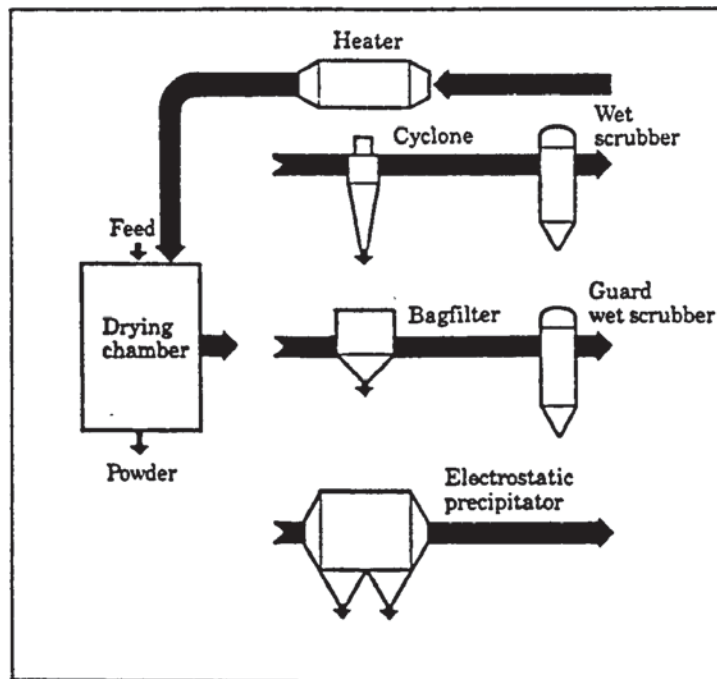 Heater
Cyclone
Wet
scrubber
Feed
Drying
chamber
Bagfilter
Guard
wet scrubber
Powder
Electrostatic
precipitator